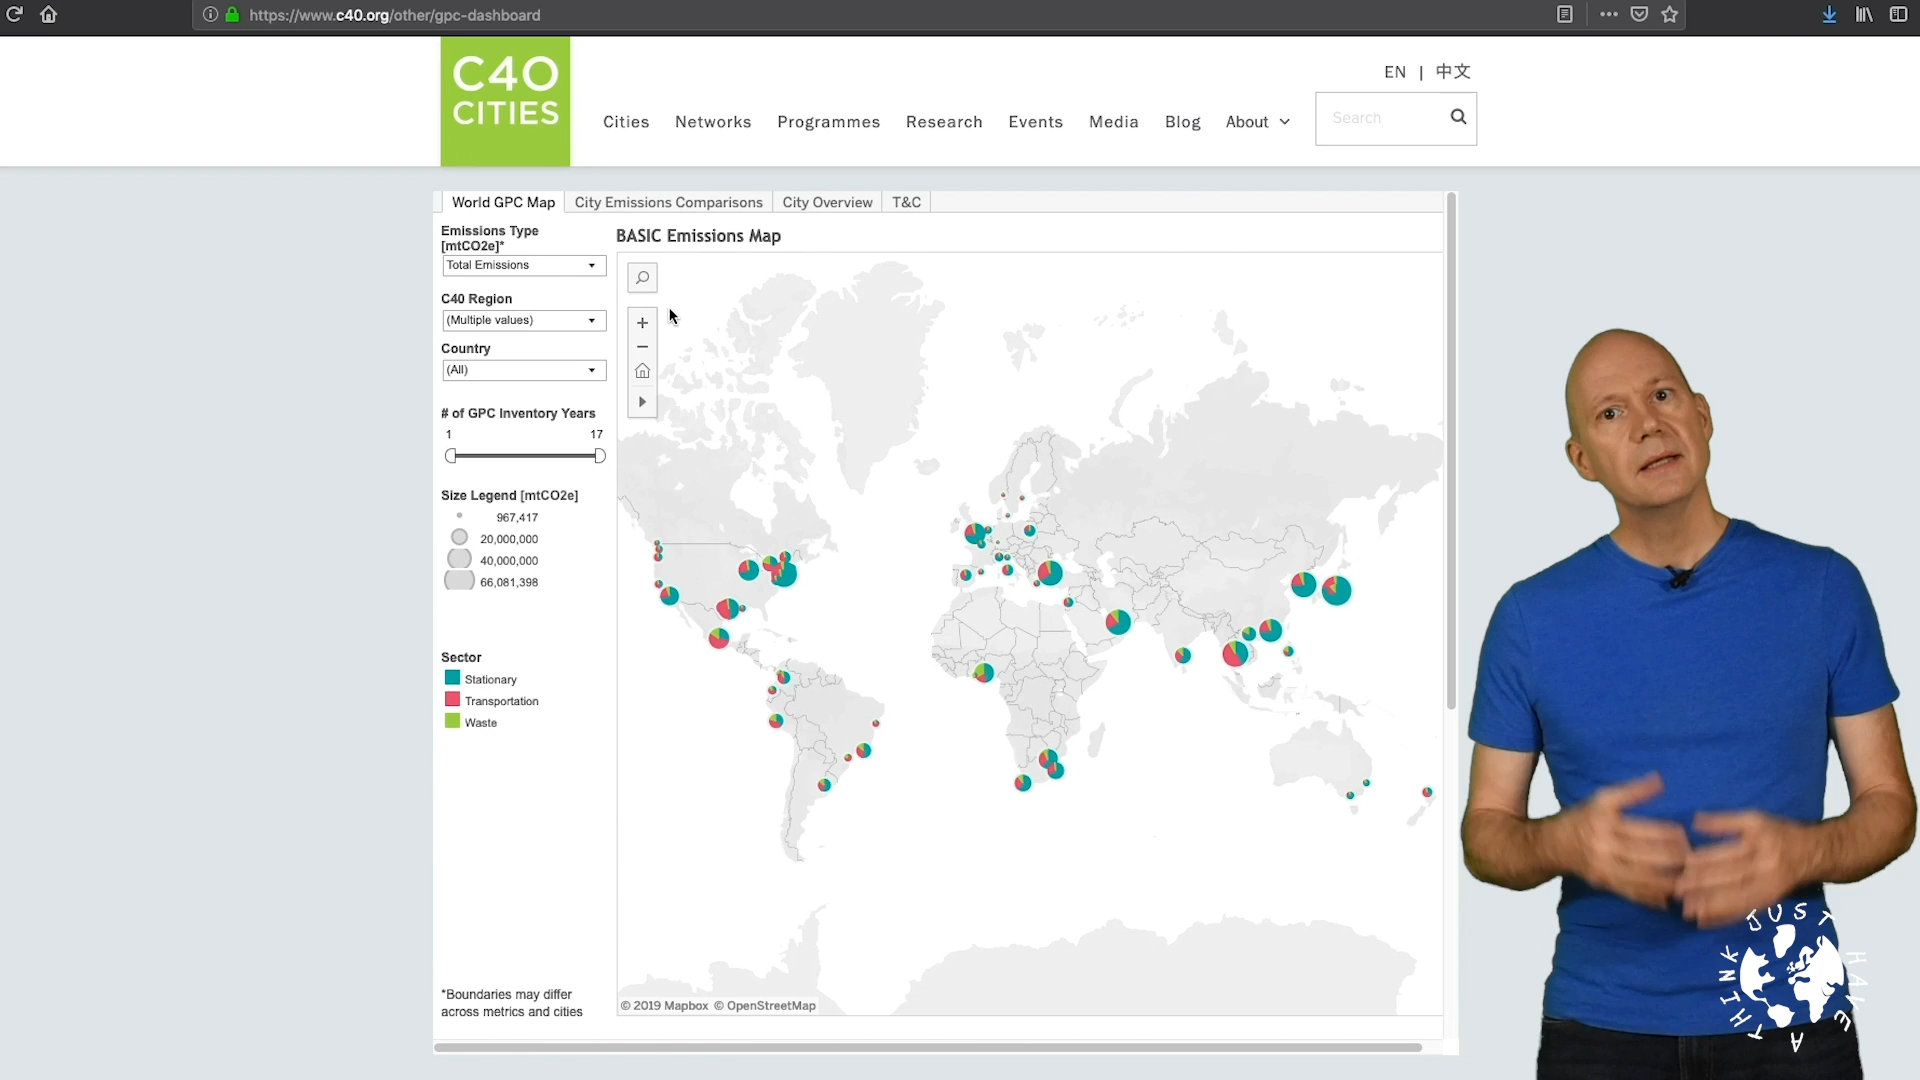 https://www.c40.org/other/gpc-dashboard
C40
CITIES
EN | 中文
Cities Networks Programmes Research Events Media Blog About
Search
World GPC Map City Emissions Comparisons City Overview T&C
Emissions Type
[mtCO2e]*
Total Emissions
C40 Region
(Multiple values)
Country
(All)
# of GPC Inventory Years
1 17
Size Legend [mtCO2e]
967,417
20,000,000
40,000,000
66,081,398
Sector
Stationary
Transportation
Waste
*Boundaries may differ
across metrics and cities
BASIC Emissions Map
© 2019 Mapbox © OpenStreetMap
JUST HAVE A THINK